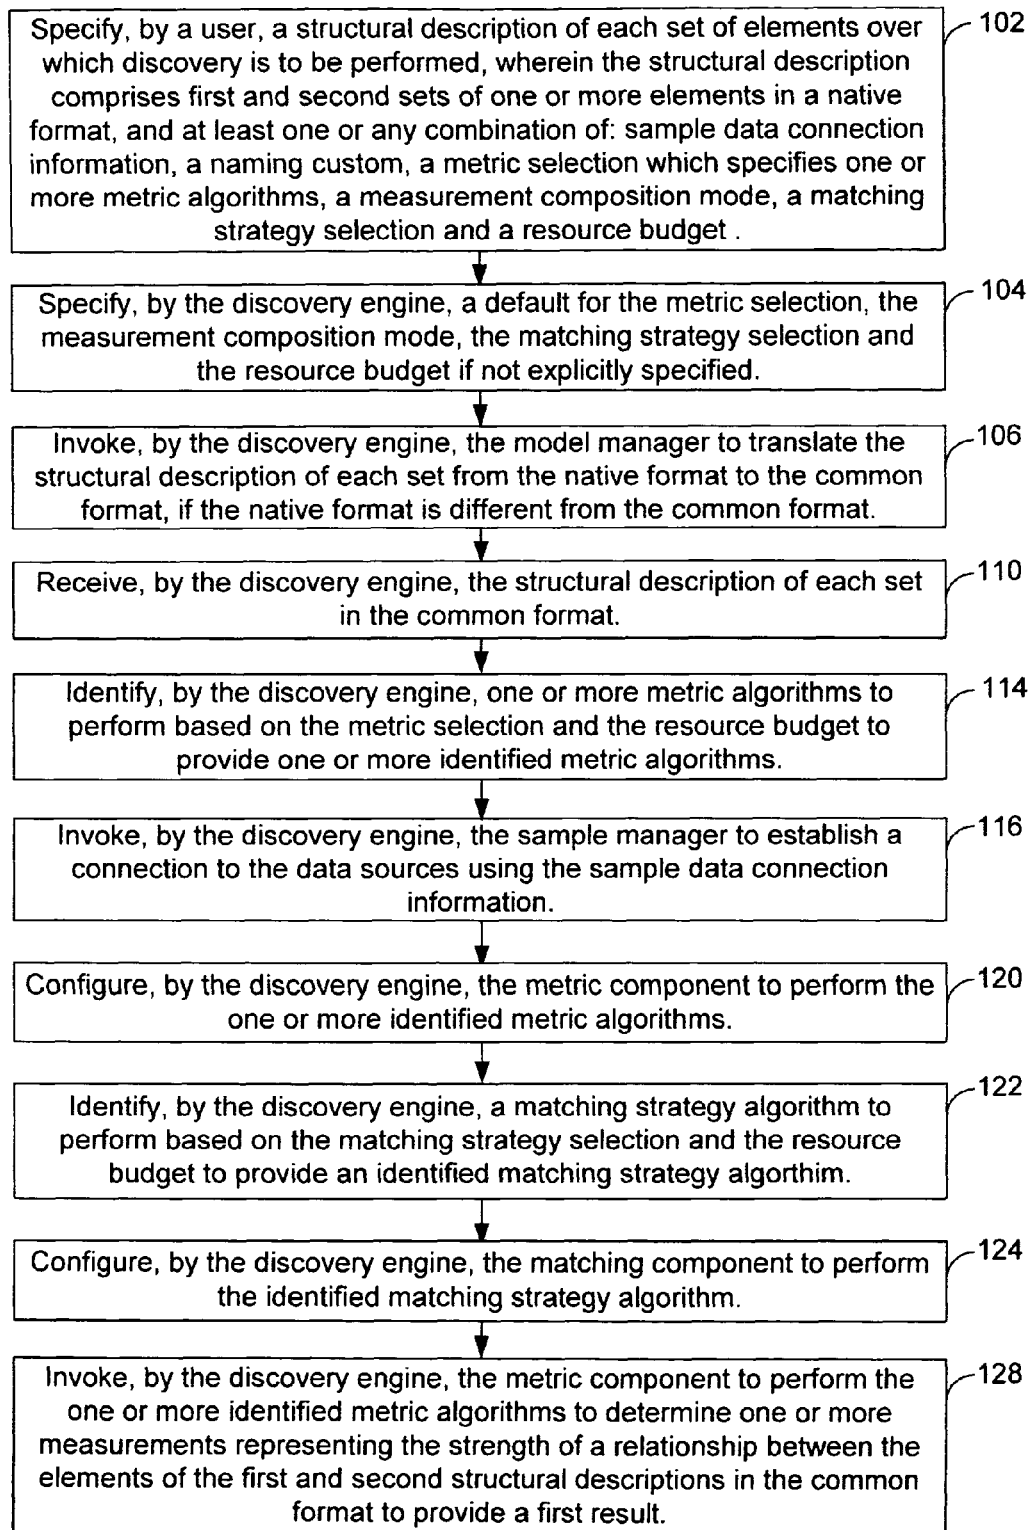 Specify, by a user, a structural description of each set of elements over
which discovery is to be performed, wherein the structural description
comprises first and second sets of one or more elements in a native
format, and at least one or any combination of: sample data connection
information, a naming custom, a metric selection which specifies one or
more metric algorithms, a measurement composition mode, a matching
strategy selection and a resource budget .
102
Specify, by the discovery engine, a default for the metric selection, the
measurement composition mode, the matching strategy selection and
the resource budget if not explicitly specified.
104
Invoke, by the discovery engine, the model manager to translate the
structural description of each set from the native format to the common
format, if the native format is different from the common format.
106
Receive, by the discovery engine, the structural description of each set
in the common format.
110
Identify, by the discovery engine, one or more metric algorithms to
perform based on the metric selection and the resource budget to
provide one or more identified metric algorithms.
114
Invoke, by the discovery engine, the sample manager to establish a
connection to the data sources using the sample data connection
information.
116
Configure, by the discovery engine, the metric component to perform the
one or more identified metric algorithms.
120
Identify, by the discovery engine, a matching strategy algorithm to
perform based on the matching strategy selection and the resource
budget to provide an identified matching strategy algorthim.
122
Configure, by the discovery engine, the matching component to perform
the identified matching strategy algorithm.
124
Invoke, by the discovery engine, the metric component to perform the
one or more identified metric algorithms to determine one or more
measurements representing the strength of a relationship between the
elements of the first and second structural descriptions in the common
format to provide a first result.
128